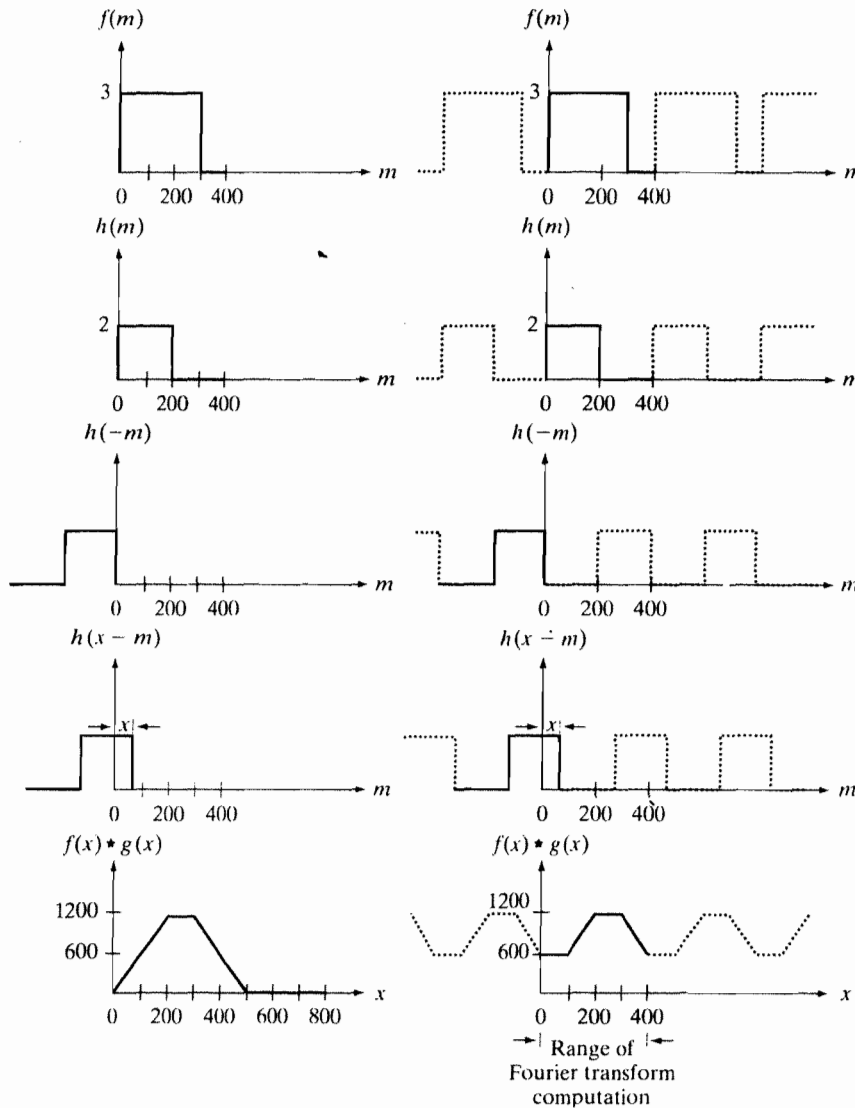 f(m) f(m)
3 3
m m
0 200 400 0 200 400
h(m) h(m)
2 2
m m
0 200 400 0 200 400
h(−m) h(−m)
m m
0 200 400 0 200 400
h(x − m) h(x − m)
x x
m m
0 200 400 0 200 400
f(x) * g(x) f(x) * g(x)
1200 1200
600 600
x x
0 200 400 600 800 0 200 400
Range of
Fourier transform
computation